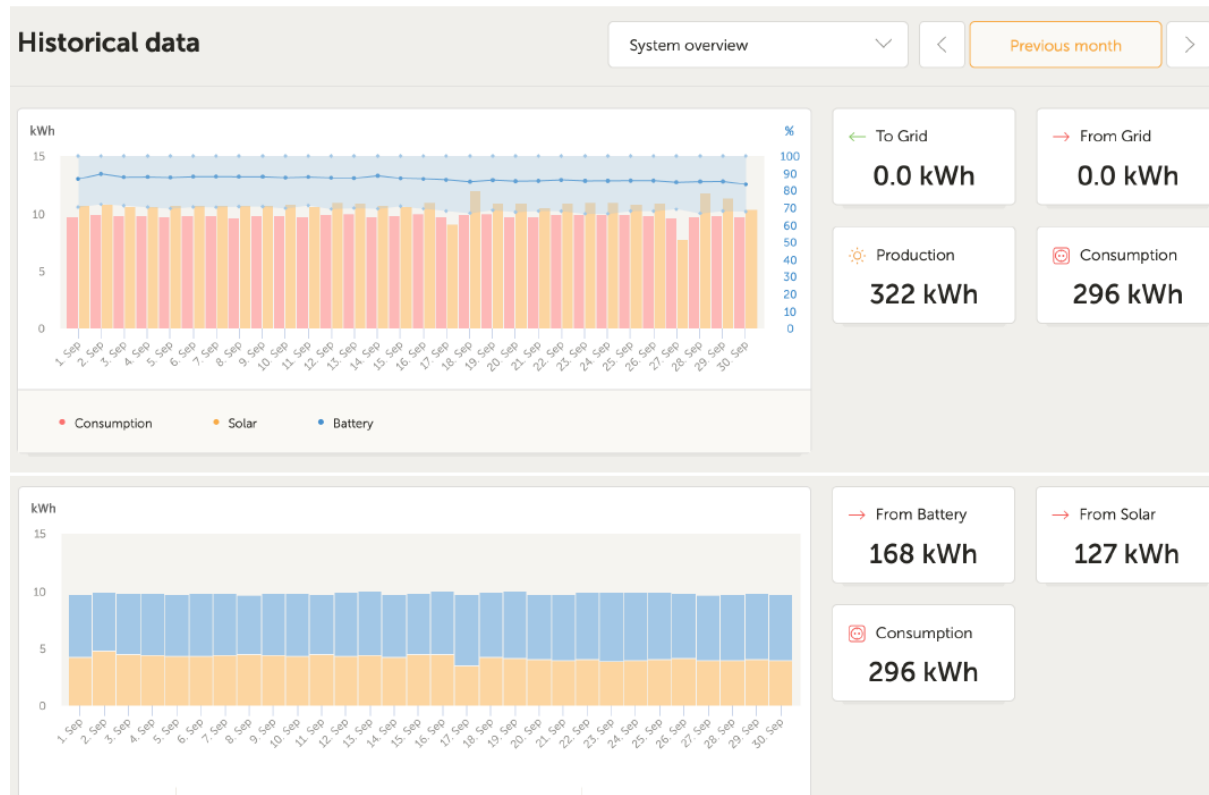 Historical data
System overview
Previous month
kWh
%
15
10
5
0
100
90
80
70
60
50
40
30
20
10
0
1. Sep
2. Sep
3. Sep
4. Sep
5. Sep
6. Sep
7. Sep
8. Sep
9. Sep
10. Sep
11. Sep
12. Sep
13. Sep
14. Sep
15. Sep
16. Sep
17. Sep
18. Sep
19. Sep
20. Sep
21. Sep
22. Sep
23. Sep
24. Sep
25. Sep
26. Sep
27. Sep
28. Sep
29. Sep
30. Sep
Consumption Solar Battery
To Grid
0.0 kWh
From Grid
0.0 kWh
Production
322 kWh
Consumption
296 kWh
kWh
15
10
5
0
1. Sep
2. Sep
3. Sep
4. Sep
5. Sep
6. Sep
7. Sep
8. Sep
9. Sep
10. Sep
11. Sep
12. Sep
13. Sep
14. Sep
15. Sep
16. Sep
17. Sep
18. Sep
19. Sep
20. Sep
21. Sep
22. Sep
23. Sep
24. Sep
25. Sep
26. Sep
27. Sep
28. Sep
29. Sep
30. Sep
From Battery
168 kWh
From Solar
127 kWh
Consumption
296 kWh